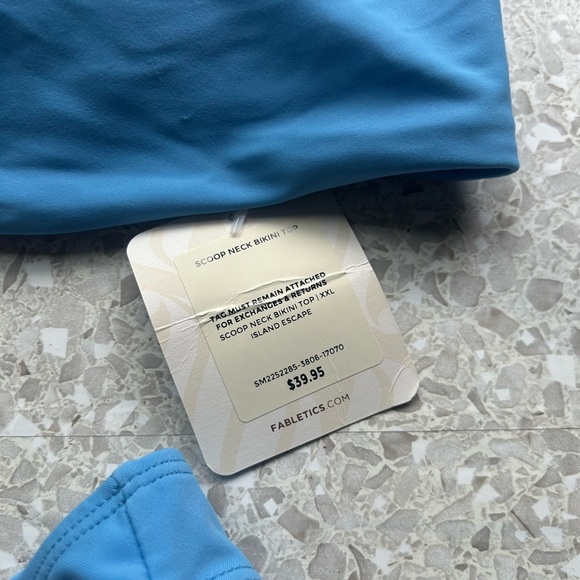 SCOOP NECK BIKINI TOP
TAG MUST REMAIN ATTACHED
FOR EXCHANGES & RETURNS
SCOOP NECK BIKINI TOP | XXL
ISLAND ESCAPE
SM2252285-3806-17070
$39.95
FABLETICS.COM